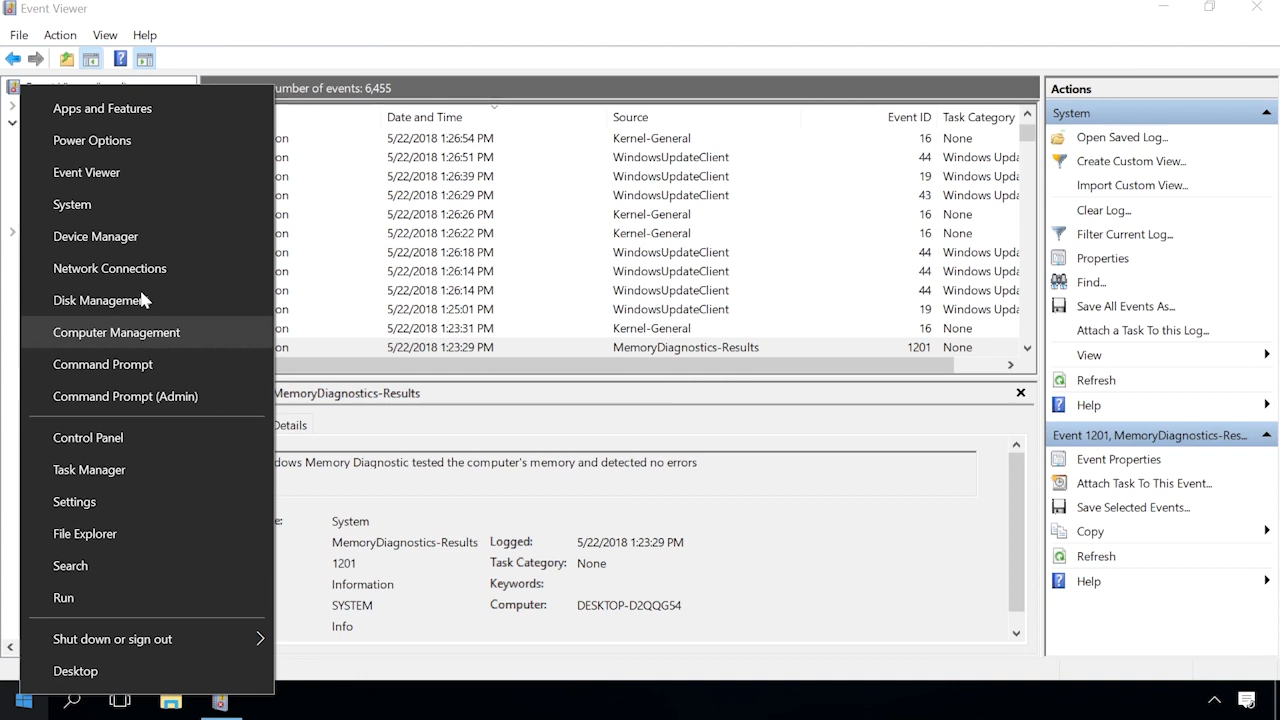 Event Viewer
File Action View Help
umber of events: 6,455
Date and Time Source Event ID Task Category
on 5/22/2018 1:26:54 PM Kernel-General 16 None
on 5/22/2018 1:26:51 PM WindowsUpdateClient 44 Windows Upda
on 5/22/2018 1:26:39 PM WindowsUpdateClient 19 Windows Upda
on 5/22/2018 1:26:29 PM WindowsUpdateClient 43 Windows Upda
on 5/22/2018 1:26:26 PM Kernel-General 16 None
on 5/22/2018 1:26:22 PM Kernel-General 16 None
on 5/22/2018 1:26:18 PM WindowsUpdateClient 44 Windows Upda
on 5/22/2018 1:26:14 PM WindowsUpdateClient 44 Windows Upda
on 5/22/2018 1:26:14 PM WindowsUpdateClient 44 Windows Upda
on 5/22/2018 1:25:01 PM WindowsUpdateClient 19 Windows Upda
on 5/22/2018 1:23:31 PM Kernel-General 16 None
on 5/22/2018 1:23:29 PM MemoryDiagnostics-Results 1201 None
MemoryDiagnostics-Results
Details
dows Memory Diagnostic tested the computer's memory and detected no errors
e: System
MemoryDiagnostics-Results Logged: 5/22/2018 1:23:29 PM
1201 Task Category: None
Information Keywords:
SYSTEM Computer: DESKTOP-D2QQG54
Info
Apps and Features
Power Options
Event Viewer
System
Device Manager
Network Connections
Disk Management
Computer Management
Command Prompt
Command Prompt (Admin)
Control Panel
Task Manager
Settings
File Explorer
Search
Run
Shut down or sign out
Desktop
Actions
System
Open Saved Log...
Create Custom View...
Import Custom View...
Clear Log...
Filter Current Log...
Properties
Find...
Save All Events As...
Attach a Task To this Log...
View
Refresh
Help
Event 1201, MemoryDiagnostics-Res...
Event Properties
Attach Task To This Event...
Save Selected Events...
Copy
Refresh
Help